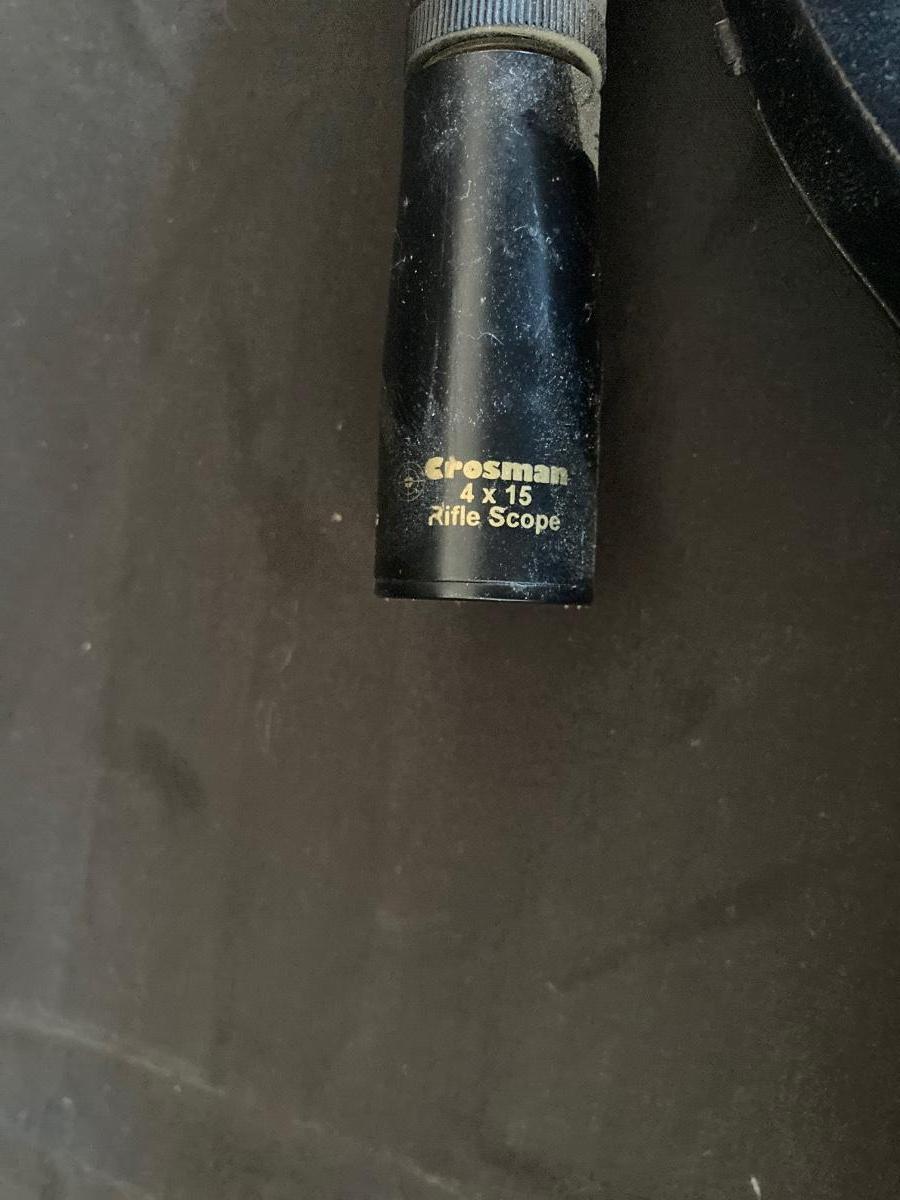 Crosman
4 x 15
Rifle Scope